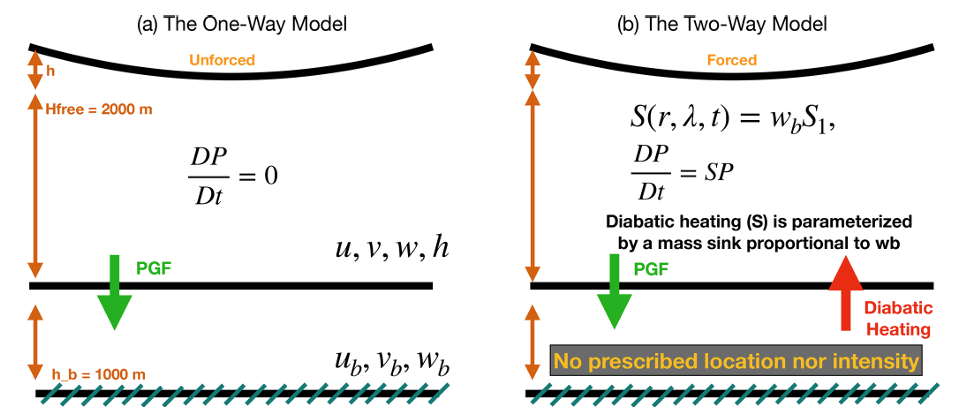 (a) The One-Way Model
Unforced
h
Hfree = 2000 m
DP
Dt
= 0
u, v, w, h
PGF
h_b = 1000 m
u_b, v_b, w_b
(b) The Two-Way Model
Forced
S(r, λ, t) = w_bS_1,
DP
Dt
= SP
Diabatic heating (S) is parameterized
by a mass sink proportional to wb
PGF
Diabatic
Heating
No prescribed location nor intensity